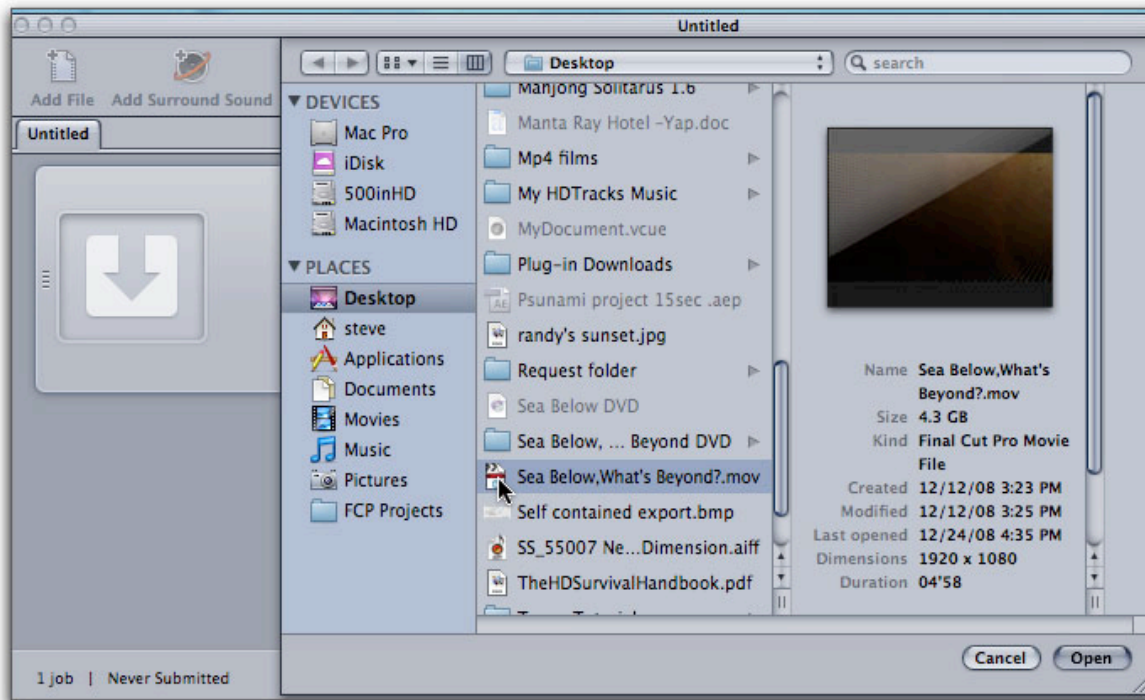 Untitled
Add File Add Surround Sound
Untitled
1 job | Never Submitted
Desktop
search
DEVICES
Mac Pro
iDisk
500inHD
Macintosh HD
PLACES
Desktop
steve
Applications
Documents
Movies
Music
Pictures
FCP Projects
Manjong Solitarus 1.6
Manta Ray Hotel -Yap.doc
Mp4 films
My HDTracks Music
MyDocument.vcue
Plug-in Downloads
Psunami project 15sec .aep
randy's sunset.jpg
Request folder
Sea Below DVD
Sea Below, ... Beyond DVD
Sea Below,What's Beyond?.mov
Self contained export.bmp
SS_55007 Ne...Dimension.aiff
TheHDSurvivalHandbook.pdf
Name Sea Below,What's
Beyond?.mov
Size 4.3 GB
Kind Final Cut Pro Movie
File
Created 12/12/08 3:23 PM
Modified 12/12/08 3:25 PM
Last opened 12/24/08 4:35 PM
Dimensions 1920 x 1080
Duration 04'58
Cancel Open